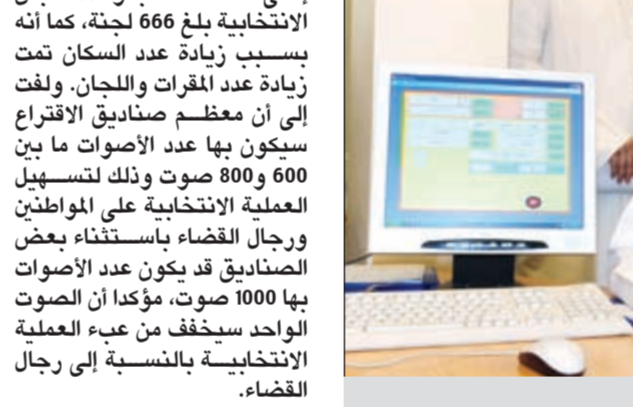 الانتخابية بلغ 666 لجنة، كما أنه
بسبب زيادة عدد السكان تمت
زيادة عدد المقرات واللجان. ولفت
إلى أن معظم صناديق الاقتراع
سيكون بها عدد الأصوات ما بين
600 و800 صوت وذلك لتسهيل
العملية الانتخابية على المواطنين
ورجال القضاء باستثناء بعض
الصناديق قد يكون عدد الأصوات
بها 1000 صوت، مؤكدا أن الصوت
الواحد سيخفف من عبء العملية
الانتخابية بالنسبة إلى رجال
القضاء.